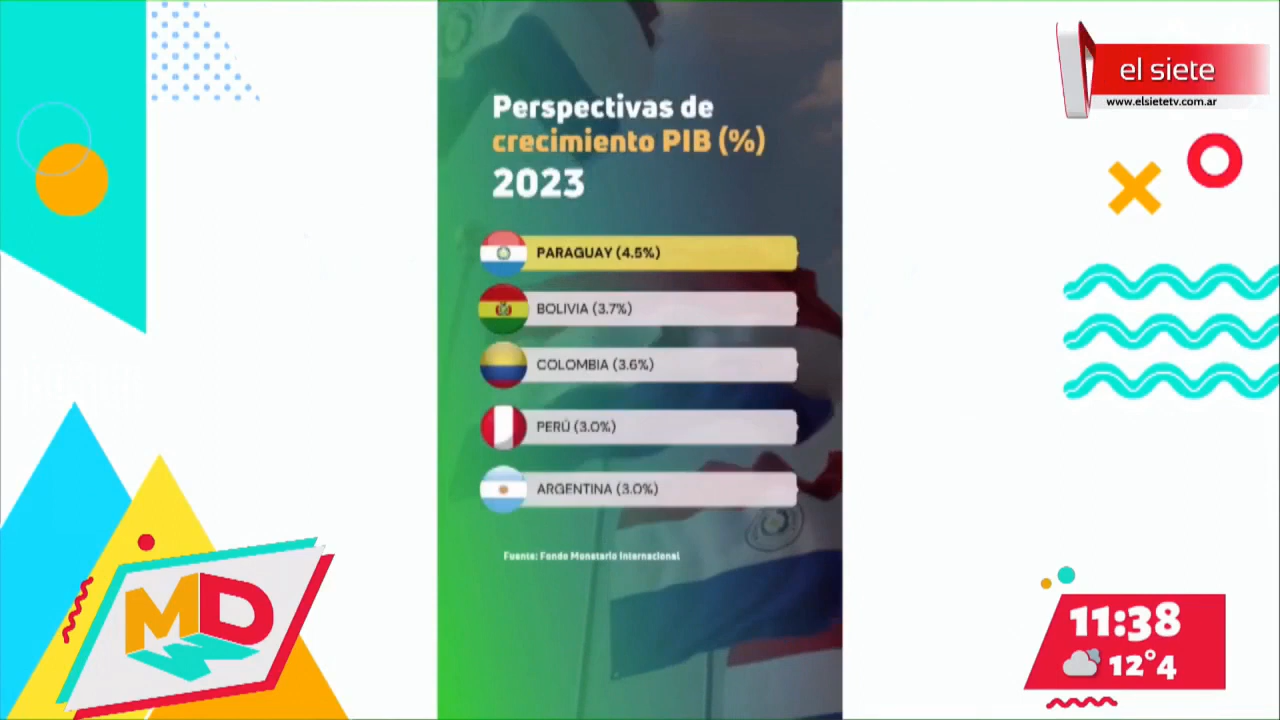 el siete
www.elsietetv.com.ar
Perspectivas de
crecimiento PIB (%)
2023
PARAGUAY (4.5%)
BOLIVIA (3.7%)
COLOMBIA (3.6%)
PERÚ (3.0%)
ARGENTINA (3.0%)
Fuente: Fondo Monetario Internacional
MD
11:38
12°4